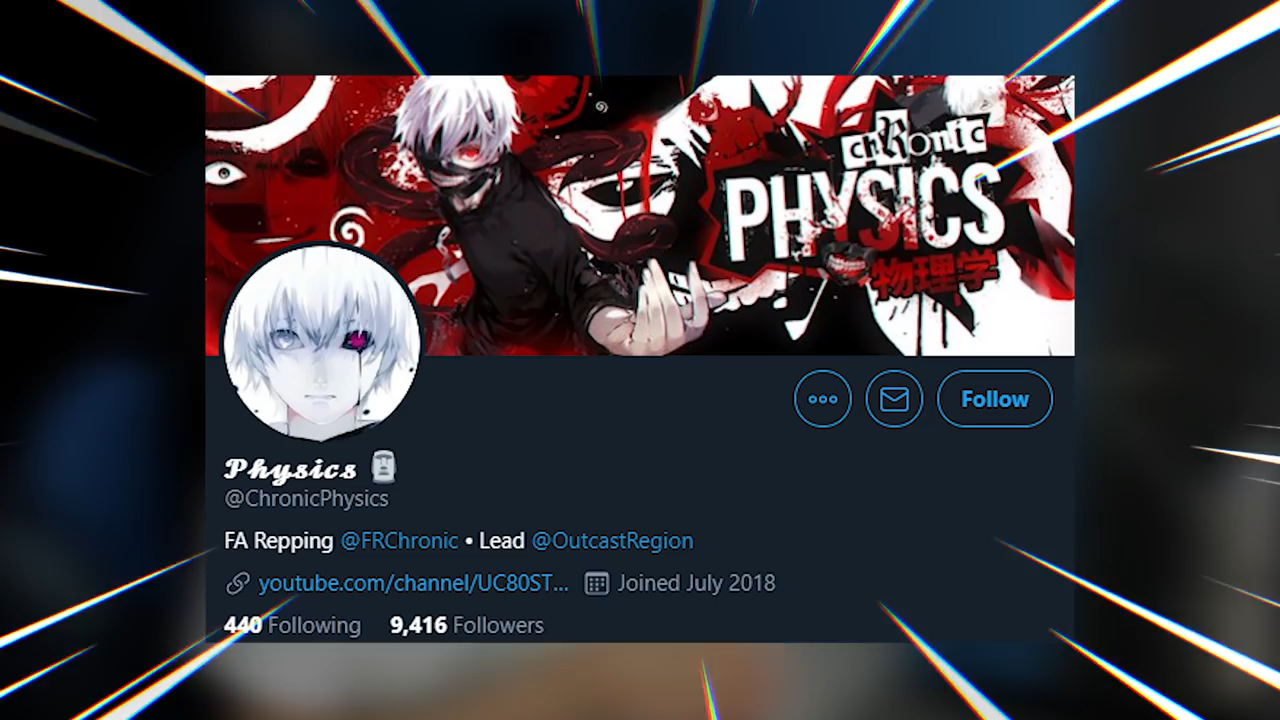 chRonic
PHYSICS
物理学
Physics 🗿
@ChronicPhysics
FA Repping @FRChronic • Lead @OutcastRegion
youtube.com/channel/UC80ST... Joined July 2018
440 Following 9,416 Followers
Follow